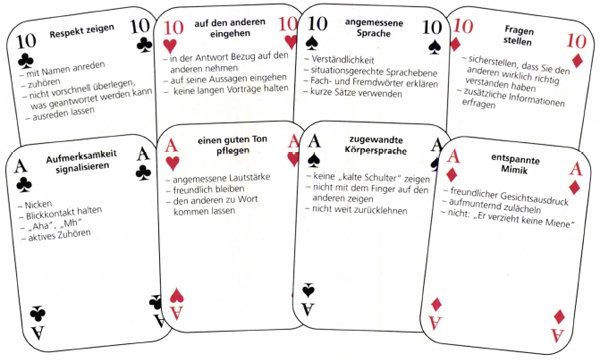 10 Respekt zeigen 10
– mit Namen anreden
– zuhören
– nicht vorschnell überlegen,
was geantwortet werden kann
– ausreden lassen
10 auf den anderen 10
eingehen
– in der Antwort Bezug auf den
anderen nehmen
– auf seine Aussagen eingehen
– keine langen Vorträge halten
10 angemessene 10
Sprache
– Verständlichkeit
– situationsgerechte Sprachebene
– Fach- und Fremdwörter erklären
– kurze Sätze verwenden
10 Fragen 10
stellen
– sicherstellen, dass Sie den
anderen wirklich richtig
verstanden haben
– zusätzliche Informationen
erfragen
A Aufmerksamkeit A
signalisieren
– Nicken
– Blickkontakt halten
– „Aha“, „Mh“
– aktives Zuhören
A A
A einen guten Ton A
pflegen
– angemessene Lautstärke
– freundlich bleiben
– den anderen zu Wort
kommen lassen
A A
A zugewandte A
Körpersprache
– keine „kalte Schulter“ zeigen
– nicht mit dem Finger auf den
anderen zeigen
– nicht weit zurücklehnen
A
A entspannte A
Mimik
– freundlicher Gesichtsausdruck
– aufmunternd zulächeln
– nicht: „Er verzieht keine Miene“
A A